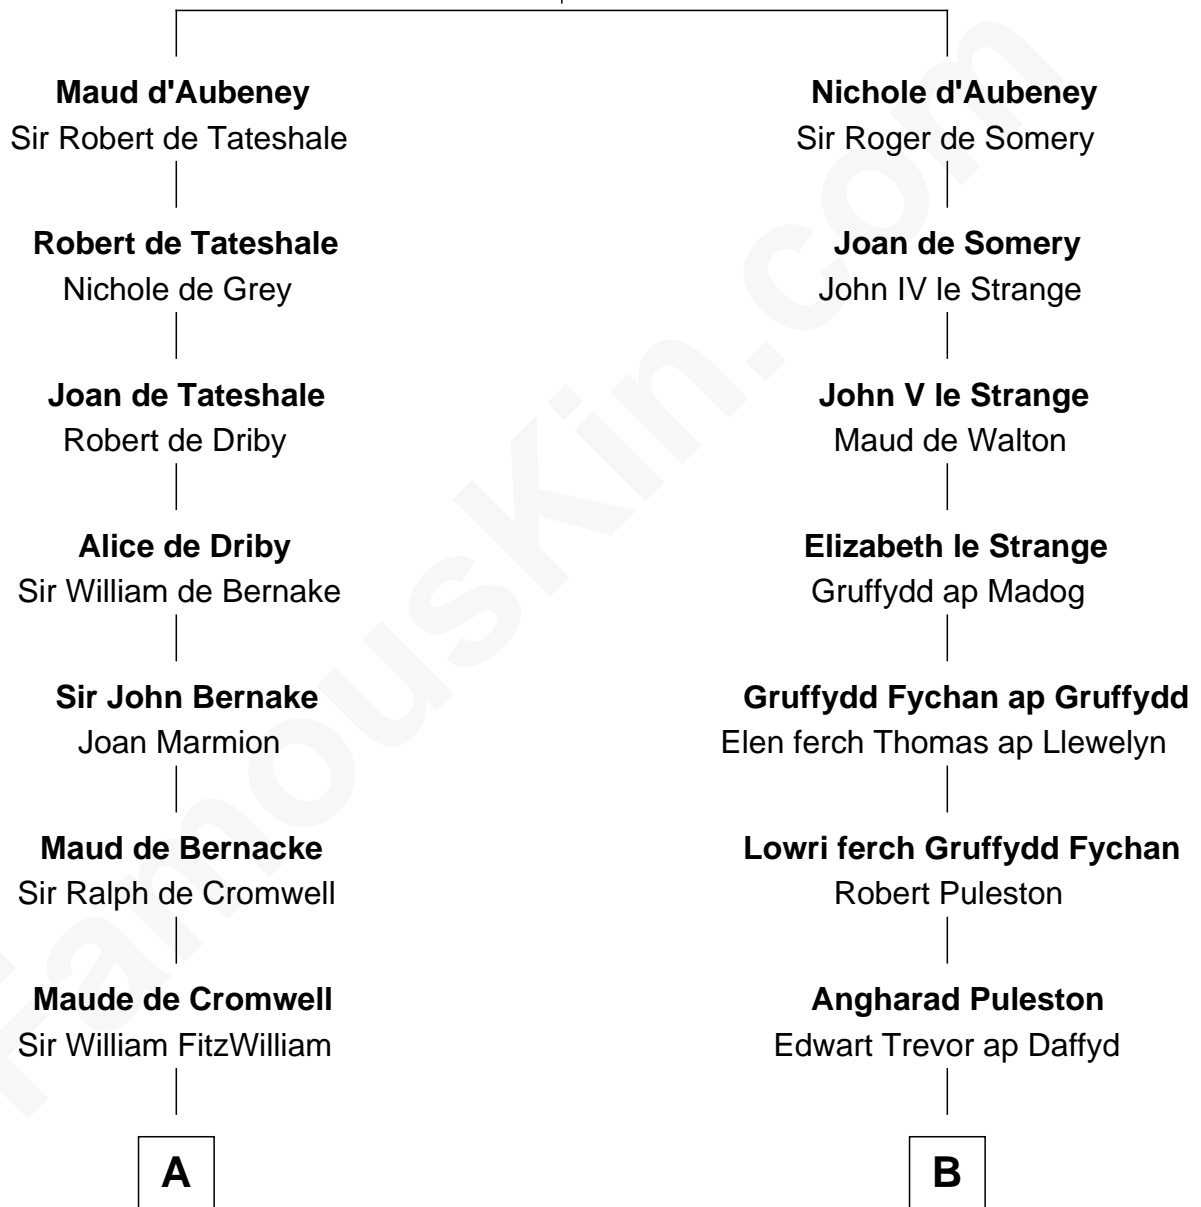 Maud d'Aubeney
Sir Robert de Tateshale
Robert de Tateshale
Nichole de Grey
Joan de Tateshale
Robert de Driby
Alice de Driby
Sir William de Bernake
Sir John Bernake
Joan Marmion
Maud de Bernacke
Sir Ralph de Cromwell
Maude de Cromwell
Sir William FitzWilliam
A
Nichole d'Aubeney
Sir Roger de Somery
Joan de Somery
John IV le Strange
John V le Strange
Maud de Walton
Elizabeth le Strange
Gruffydd ap Madog
Gruffydd Fychan ap Gruffydd
Elen ferch Thomas ap Llewelyn
Lowri ferch Gruffydd Fychan
Robert Puleston
Angharad Puleston
Edwart Trevor ap Daffyd
B
FamousKin.com